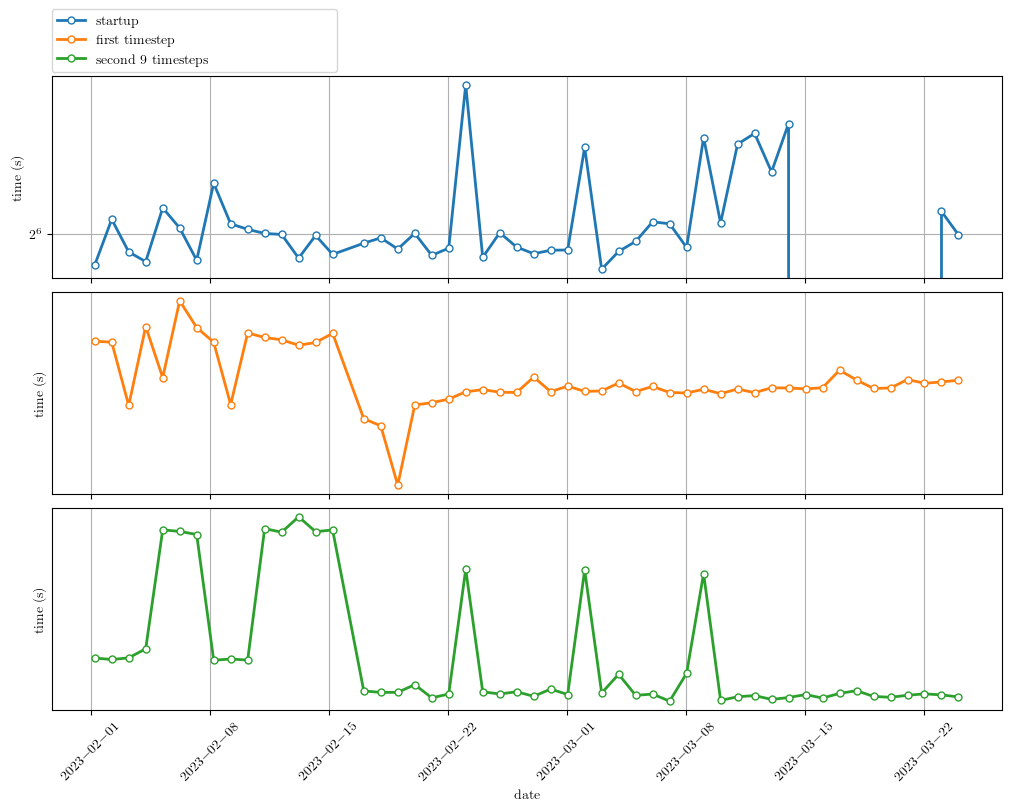 startup
first timestep
second 9 timesteps
time (s)
2⁶
time (s)
time (s)
2023−02−01
2023−02−08
2023−02−15
2023−02−22
2023−03−01
2023−03−08
2023−03−15
2023−03−22
date